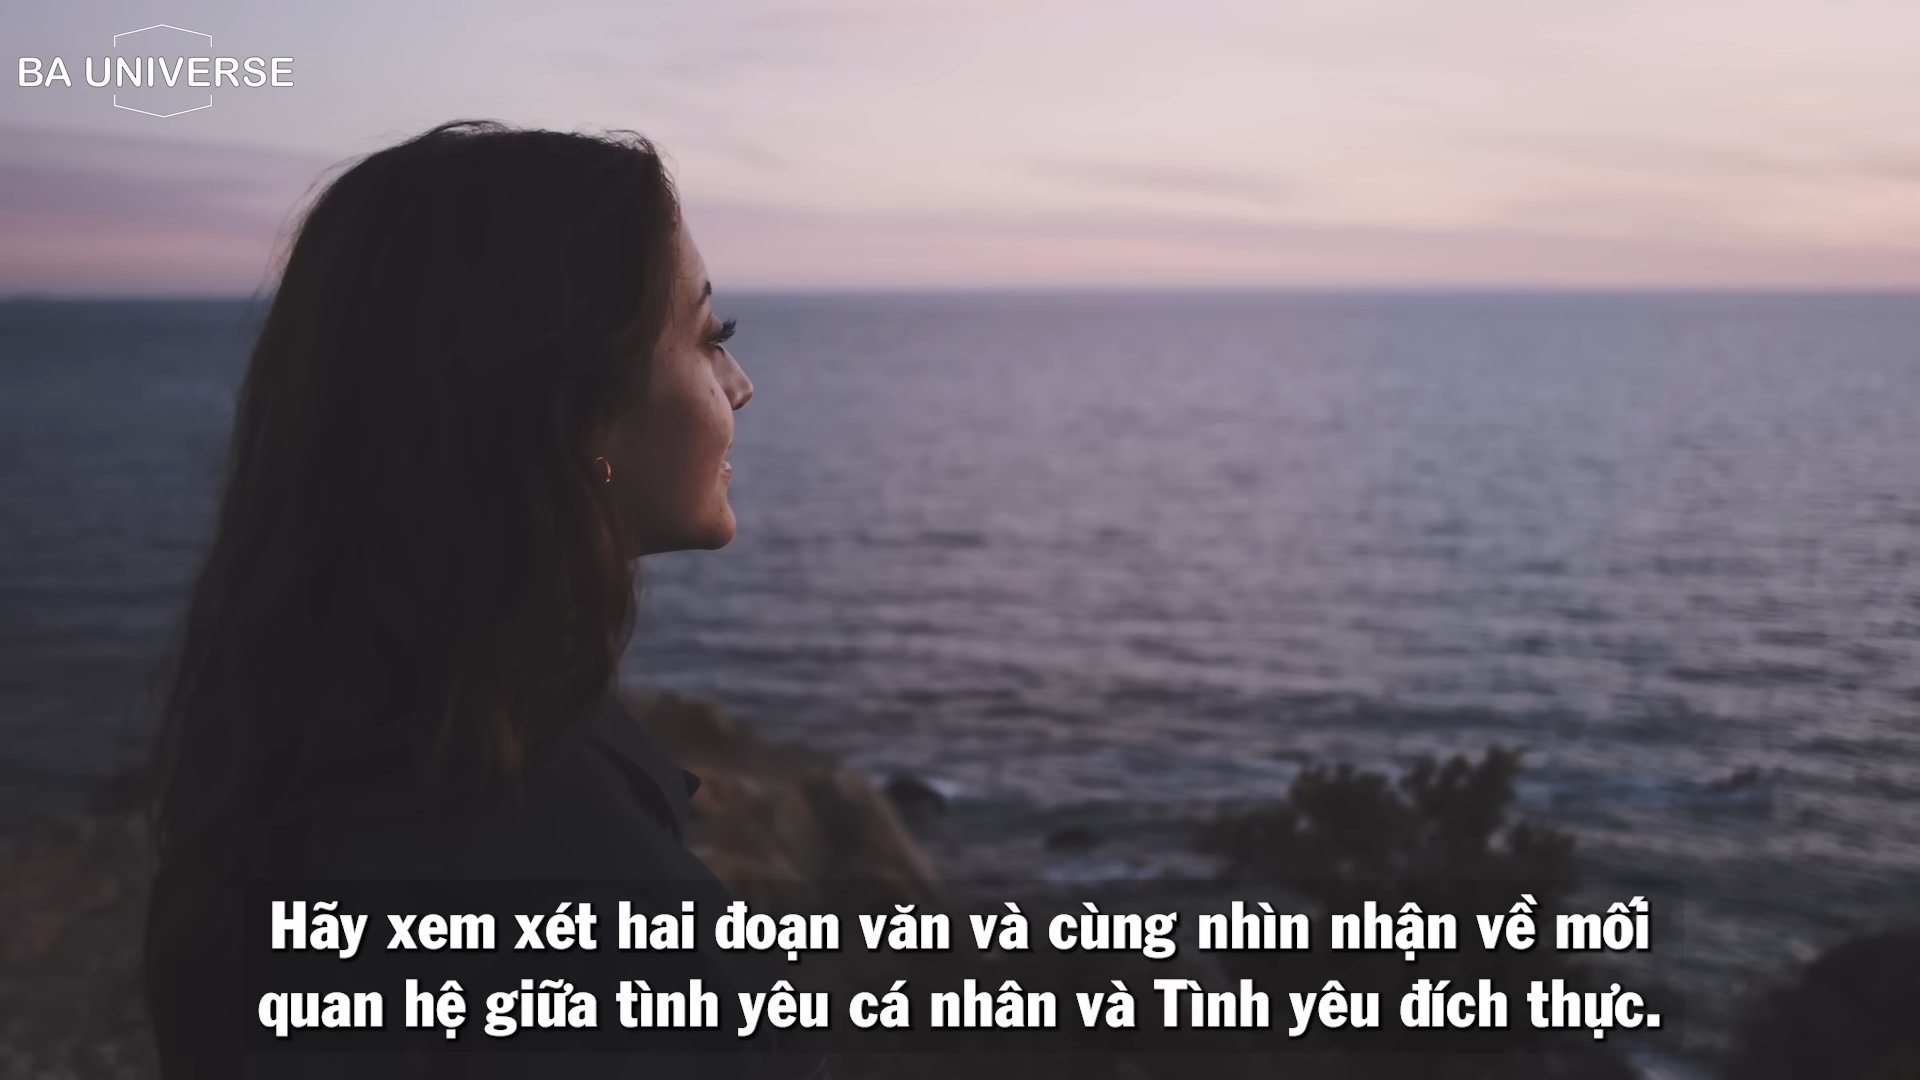 BA UNIVERSE
Hãy xem xét hai đoạn văn và cùng nhìn nhận về mối
quan hệ giữa tình yêu cá nhân và Tình yêu đích thực.